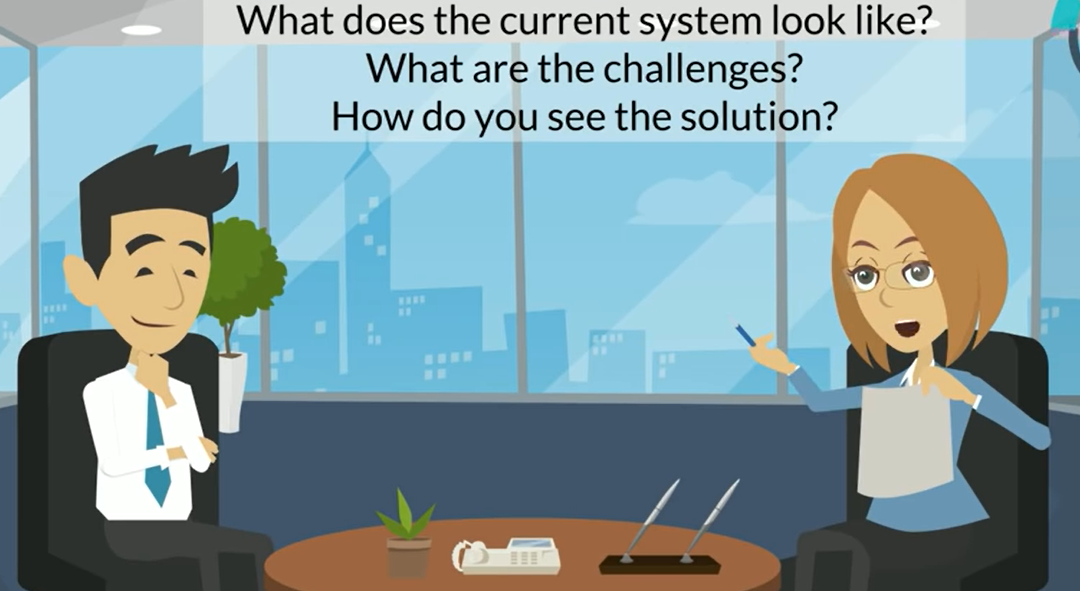 What does the current system look like?
What are the challenges?
How do you see the solution?